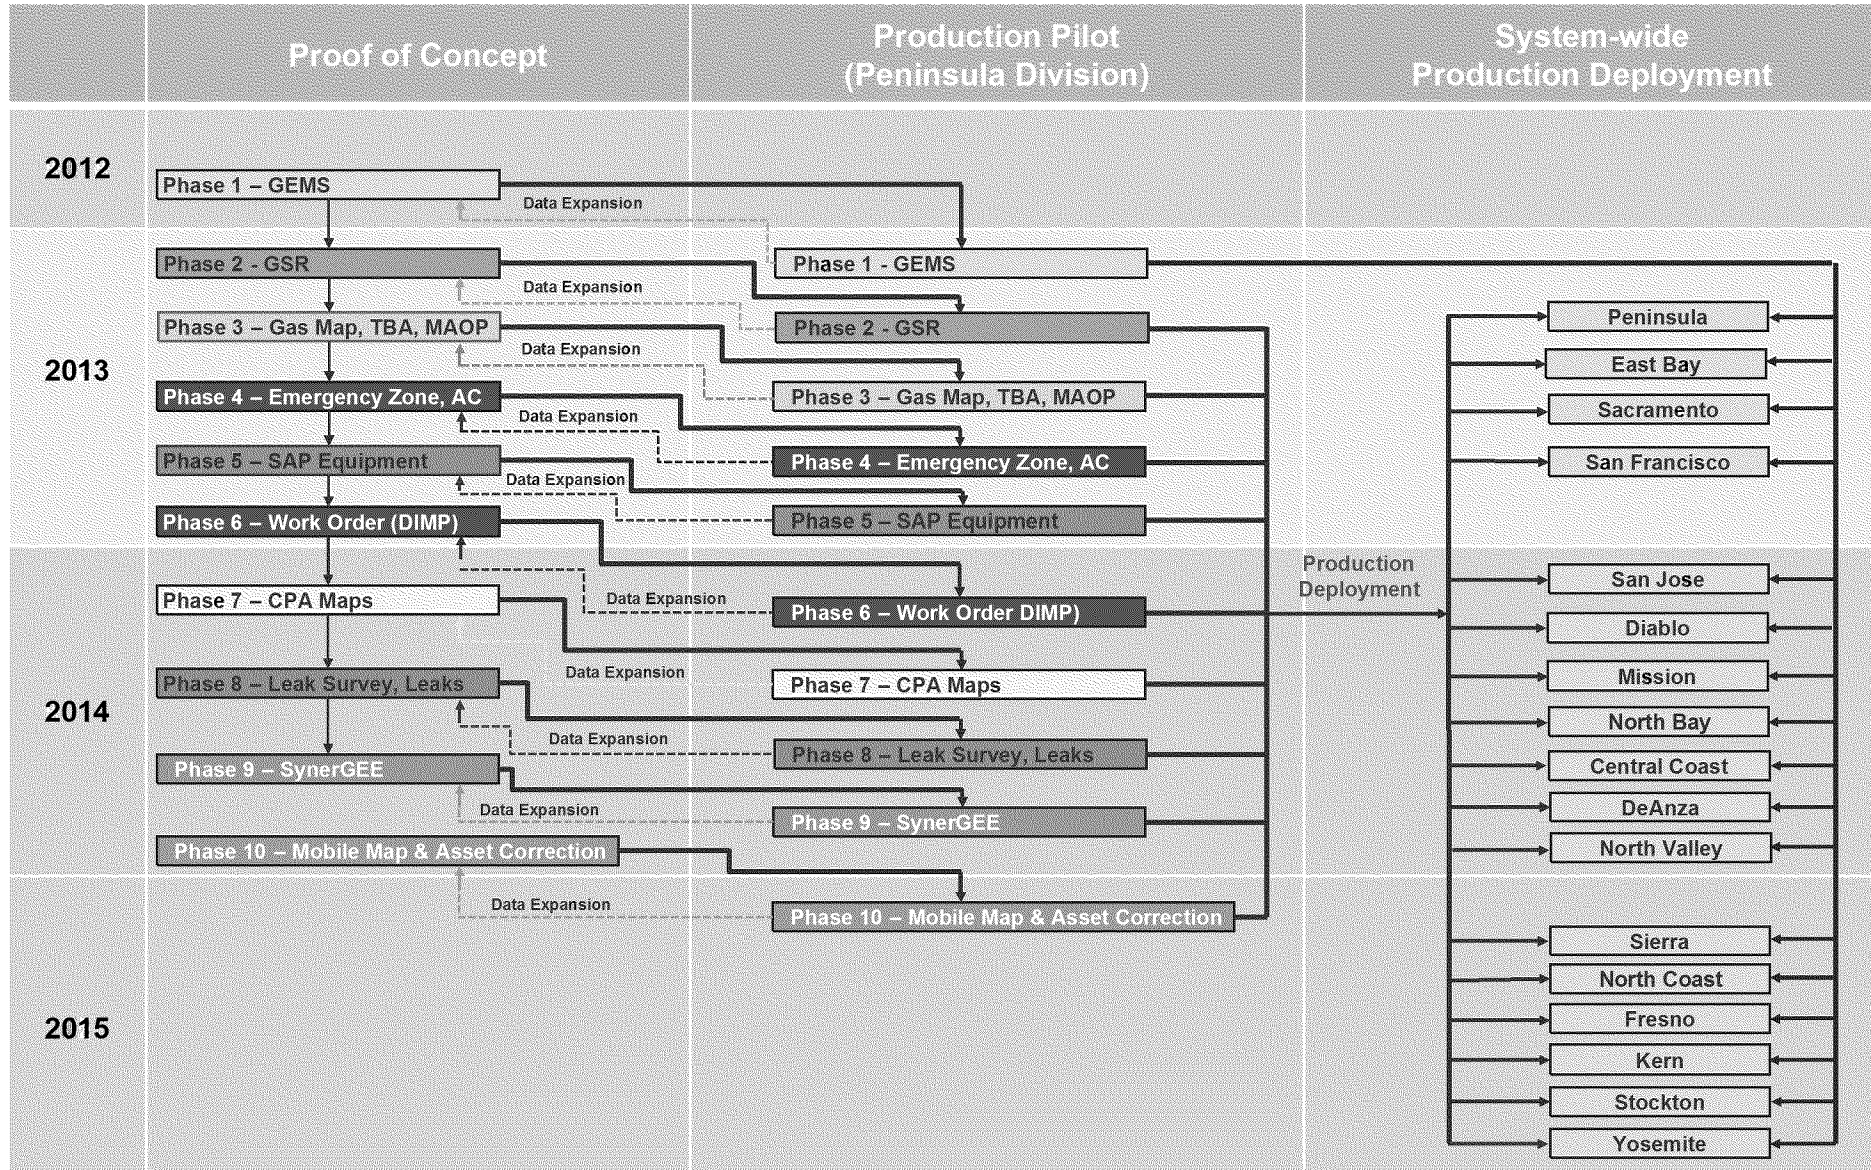 Proof of Concept
Production Pilot
(Peninsula Division)
System-wide
Production Deployment
2012
Phase 1 – GEMS
Data Expansion
2013
Phase 2 - GSR
Phase 1 - GEMS
Data Expansion
Peninsula
Phase 3 – Gas Map, TBA, MAOP
Phase 2 - GSR
Data Expansion
East Bay
Phase 4 – Emergency Zone, AC
Phase 3 – Gas Map, TBA, MAOP
Sacramento
Data Expansion
Phase 5 – SAP Equipment
Phase 4 – Emergency Zone, AC
San Francisco
Data Expansion
Phase 6 – Work Order (DIMP)
Phase 5 – SAP Equipment
Production
Deployment
2014
San Jose
Phase 7 – CPA Maps
Data Expansion
Phase 6 – Work Order DIMP)
Diablo
Data Expansion
Mission
Phase 8 – Leak Survey, Leaks
Phase 7 – CPA Maps
North Bay
Data Expansion
Phase 8 – Leak Survey, Leaks
Central Coast
Phase 9 – SynerGEE
Data Expansion
DeAnza
Phase 9 – SynerGEE
North Valley
Phase 10 – Mobile Map & Asset Correction
2015
Data Expansion
Phase 10 – Mobile Map & Asset Correction
Sierra
North Coast
Fresno
Kern
Stockton
Yosemite